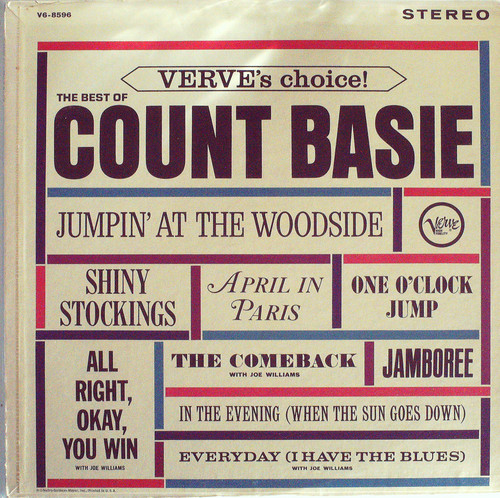 V6-8596
STEREO
VERVE's choice!
THE BEST OF
COUNT BASIE
JUMPIN' AT THE WOODSIDE
Verve
SHINY
STOCKINGS
APRIL IN
PARIS
ONE O'CLOCK
JUMP
ALL
RIGHT,
OKAY,
YOU WIN
WITH JOE WILLIAMS
THE COMEBACK
WITH JOE WILLIAMS
JAMBOREE
IN THE EVENING (WHEN THE SUN GOES DOWN)
EVERYDAY (I HAVE THE BLUES)
WITH JOE WILLIAMS